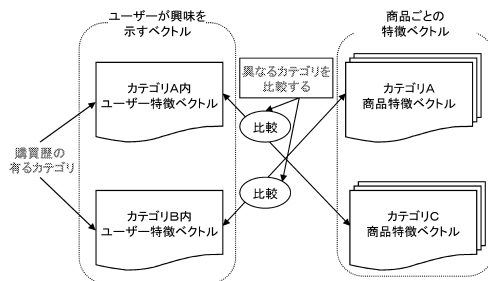 ユーザーが興味を
示すベクトル
商品ごとの
特徴ベクトル
異なるカテゴリを
比較する
カテゴリA内
ユーザー特徴ベクトル
カテゴリA
商品特徴ベクトル
比較
購買歴の
有るカテゴリ
比較
カテゴリB内
ユーザー特徴ベクトル
カテゴリC
商品特徴ベクトル